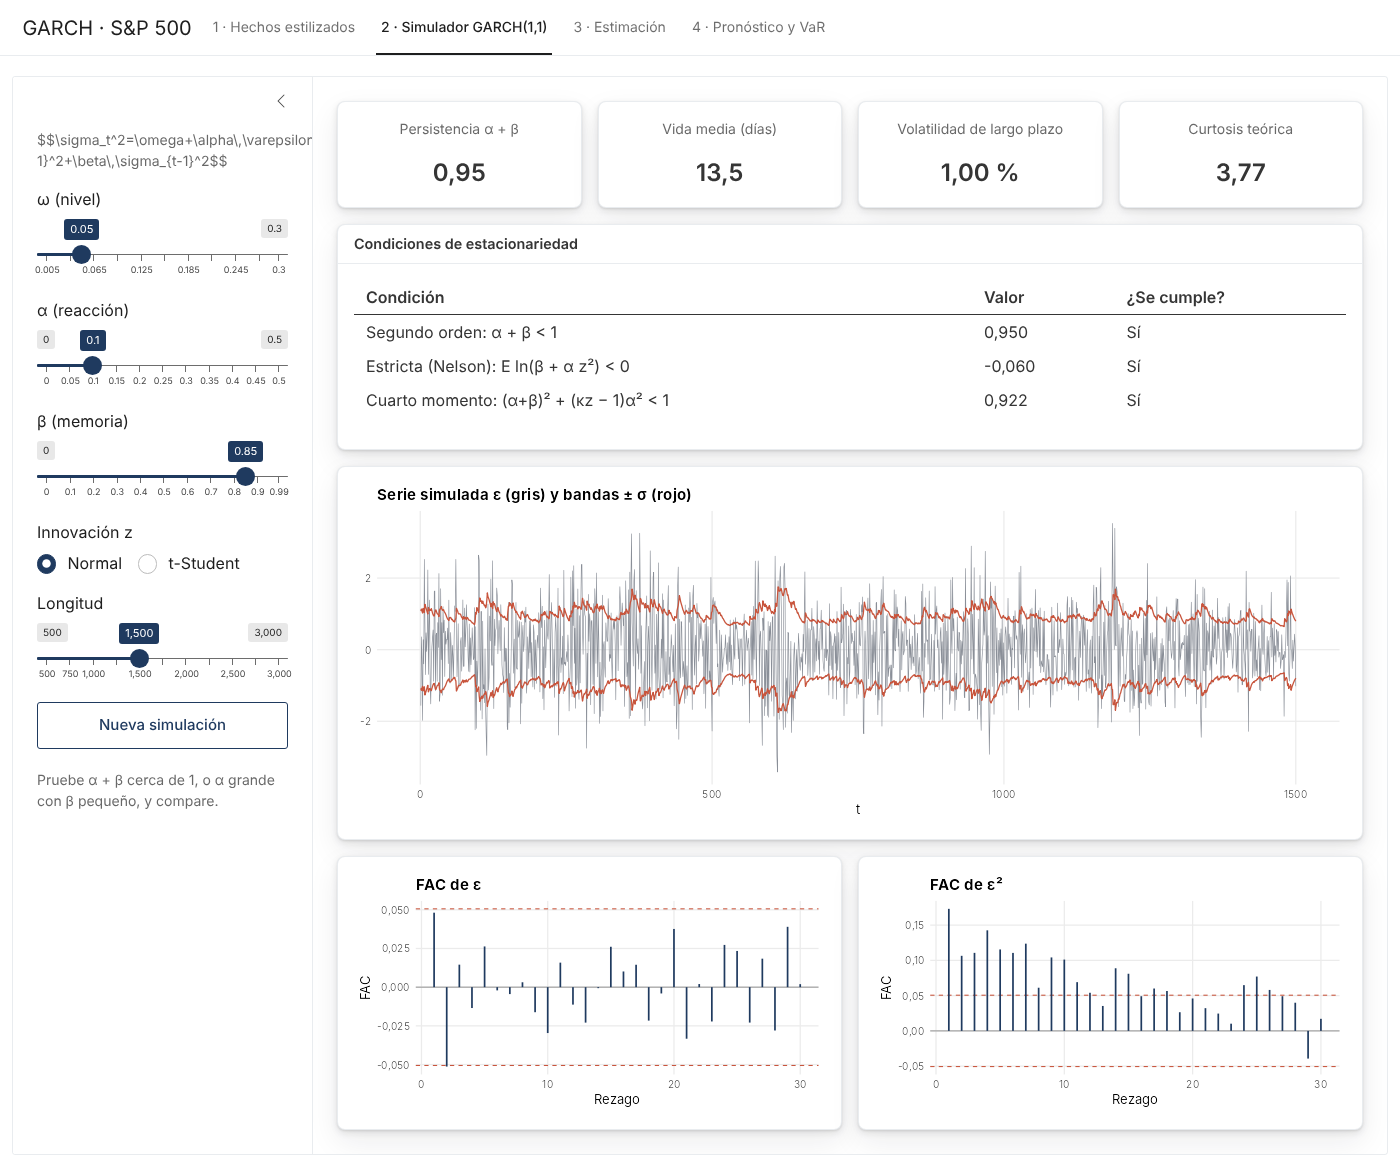 GARCH · S&P 500
1 · Hechos estilizados
2 · Simulador GARCH(1,1)
3 · Estimación
4 · Pronóstico y VaR
$$\sigma_t^2=\omega+\alpha\,\varepsilon
1}^2+\beta\,\sigma_{t-1}^2$$
ω (nivel)
0.05
0.3
0.005 0.065 0.125 0.185 0.245 0.3
α (reacción)
0 0.1 0.5
0 0.05 0.1 0.15 0.2 0.25 0.3 0.35 0.4 0.45 0.5
β (memoria)
0 0.85
0 0.1 0.2 0.3 0.4 0.5 0.6 0.7 0.8 0.9 0.99
Innovación z
Normal t-Student
Longitud
500 1,500 3,000
500 750 1,000 1,500 2,000 2,500 3,000
Nueva simulación
Pruebe α + β cerca de 1, o α grande
con β pequeño, y compare.
Persistencia α + β
0,95
Vida media (días)
13,5
Volatilidad de largo plazo
1,00 %
Curtosis teórica
3,77
Condiciones de estacionariedad
Condición Valor ¿Se cumple?
Segundo orden: α + β < 1 0,950 Sí
Estricta (Nelson): E ln(β + α z²) < 0 -0,060 Sí
Cuarto momento: (α+β)² + (κz − 1)α² < 1 0,922 Sí
Serie simulada ε (gris) y bandas ± σ (rojo)
2
0
-2
0 500 1000 1500
t
FAC de ε
0,050
0,025
0,000
-0,025
-0,050
FAC
0 10 20 30
Rezago
FAC de ε²
0,15
0,10
0,05
0,00
-0,05
FAC
0 10 20 30
Rezago